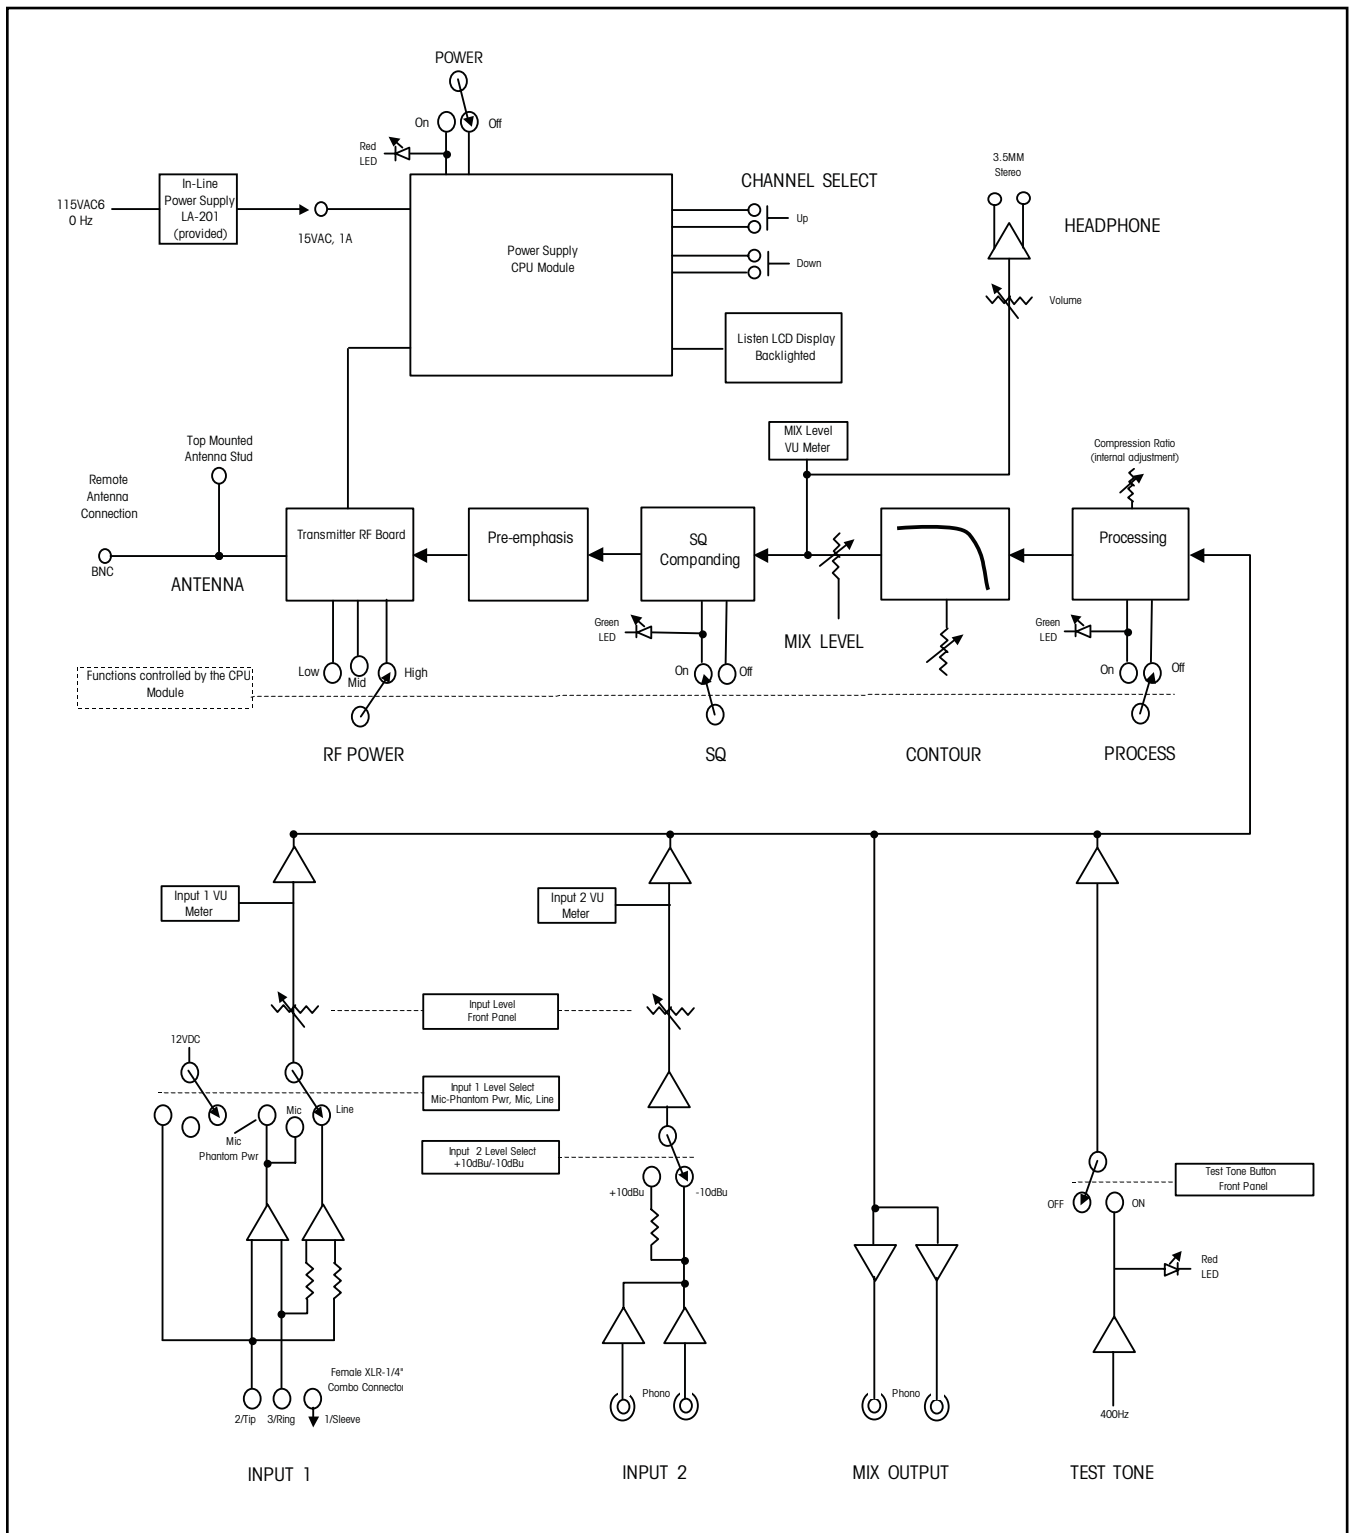 POWER
On
Off
Red
LED
115VAC6
0 Hz
In-Line
Power Supply
LA-201
(provided)
15VAC, 1A
Power Supply
CPU Module
CHANNEL SELECT
Up
Down
Listen LCD Display
Backlighted
3.5MM
Stereo
HEADPHONE
Volume
MIX Level
VU Meter
Compression Ratio
(internal adjustment)
Top Mounted
Antenna Stud
Remote
Antenna
Connection
BNC
ANTENNA
Transmitter RF Board
Pre-emphasis
SQ
Companding
Processing
Green
LED
MIX LEVEL
Green
LED
Low
Mid
High
On
Off
On
Off
Functions controlled by the CPU
Module
RF POWER
SQ
CONTOUR
PROCESS
Input 1 VU
Meter
Input 2 VU
Meter
Input Level
Front Panel
12VDC
Input 1 Level Select
Mic-Phantom Pwr, Mic, Line
Mic
Line
Mic
Phantom Pwr
Input 2 Level Select
+10dBu/-10dBu
+10dBu
-10dBu
Test Tone Button
Front Panel
OFF
ON
Red
LED
Female XLR-1/4"
Combo Connector
2/Tip
3/Ring
1/Sleeve
Phono
Phono
400Hz
INPUT 1
INPUT 2
MIX OUTPUT
TEST TONE